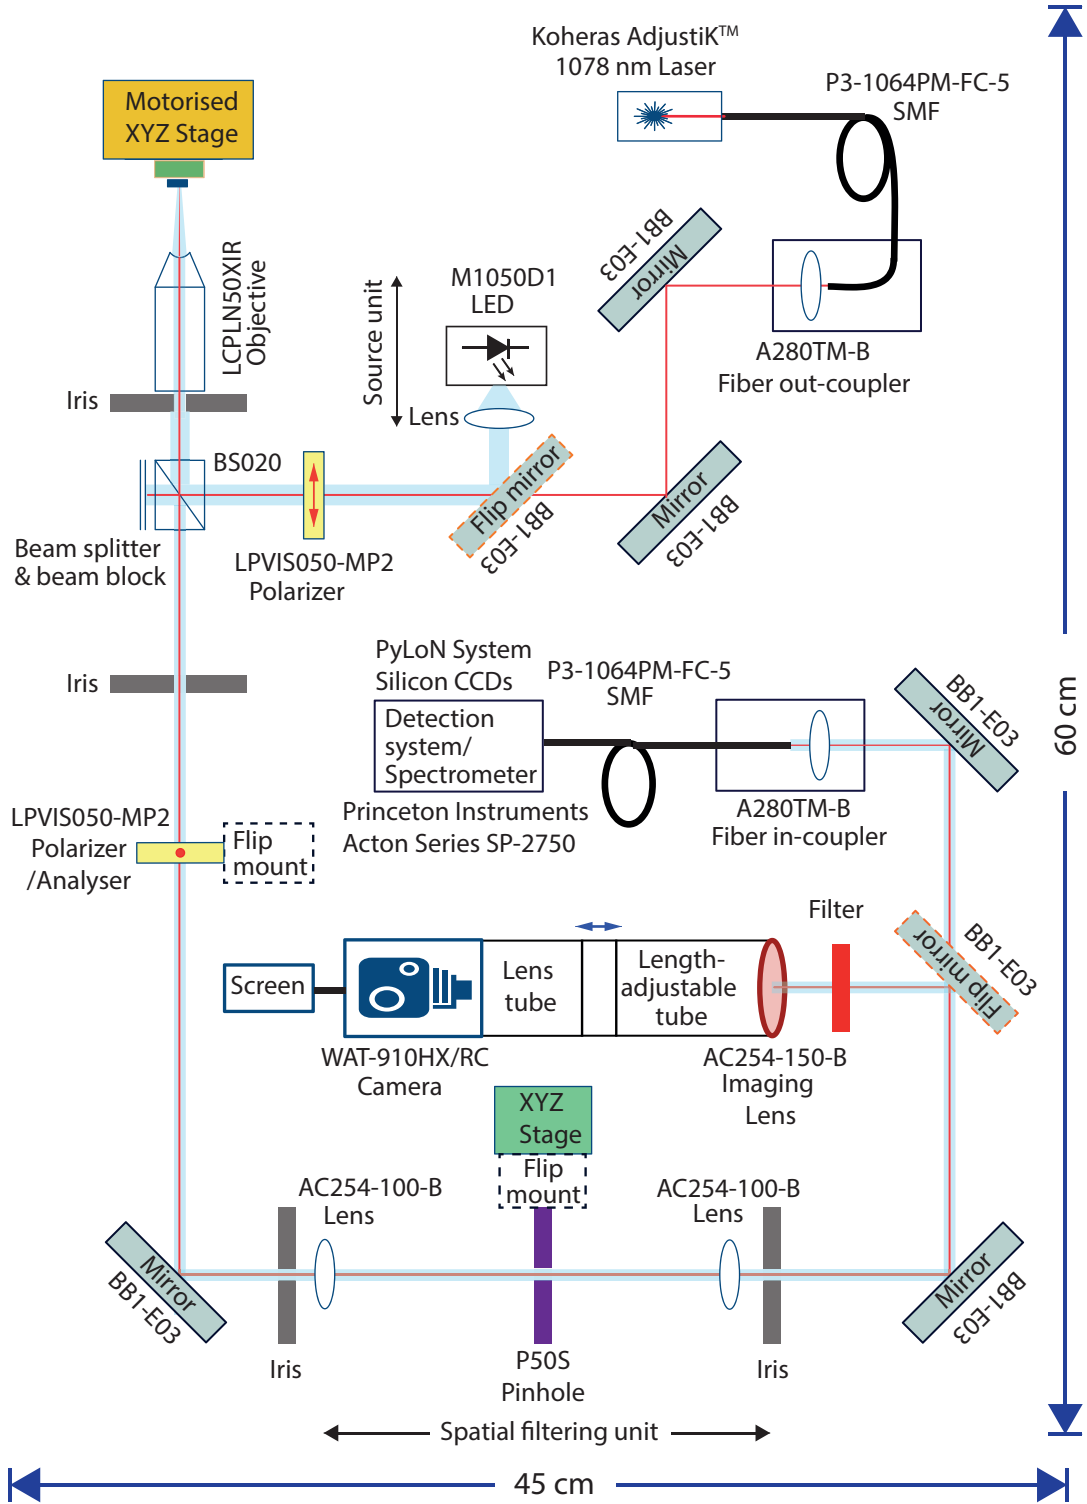 Koheras AdjustiK™
1078 nm Laser
P3-1064PM-FC-5
SMF
Motorised
XYZ Stage
LCPLN50XIR
Objective
Source unit
M1050D1
LED
Mirror
BB1-E03
A280TM-B
Fiber out-coupler
Iris
Lens
BS020
Flip mirror
BB1-E03
Mirror
BB1-E03
Beam splitter
& beam block
LPVIS050-MP2
Polarizer
60 cm
Iris
PyLoN System
Silicon CCDs
P3-1064PM-FC-5
SMF
BB1-E03
Mirror
Detection
system/
Spectrometer
A280TM-B
Fiber in-coupler
Princeton Instruments
Acton Series SP-2750
LPVIS050-MP2
Polarizer
/Analyser
Flip
mount
Filter
BB1-E03
Flip mirror
Screen
Lens
tube
Length-
adjustable
tube
WAT-910HX/RC
Camera
AC254-150-B
Imaging
Lens
XYZ
Stage
Flip
mount
AC254-100-B
Lens
AC254-100-B
Lens
Mirror
BB1-E03
Mirror
BB1-E03
Iris
P50S
Pinhole
Iris
Spatial filtering unit
45 cm